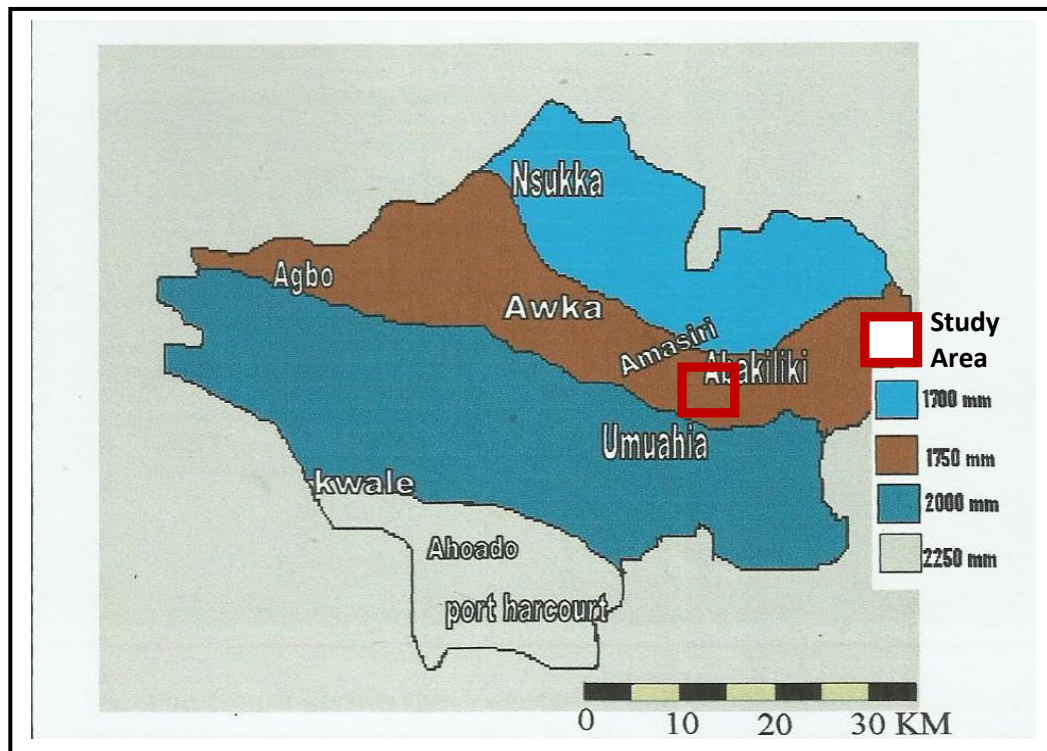 Nsukka
Agbo
Awka
Amasiri
Abakiliki
Umuahia
kwale
Ahoado
port harcourt
Study
Area
1700 mm
1750 mm
2000 mm
2250 mm
0 10 20 30 KM